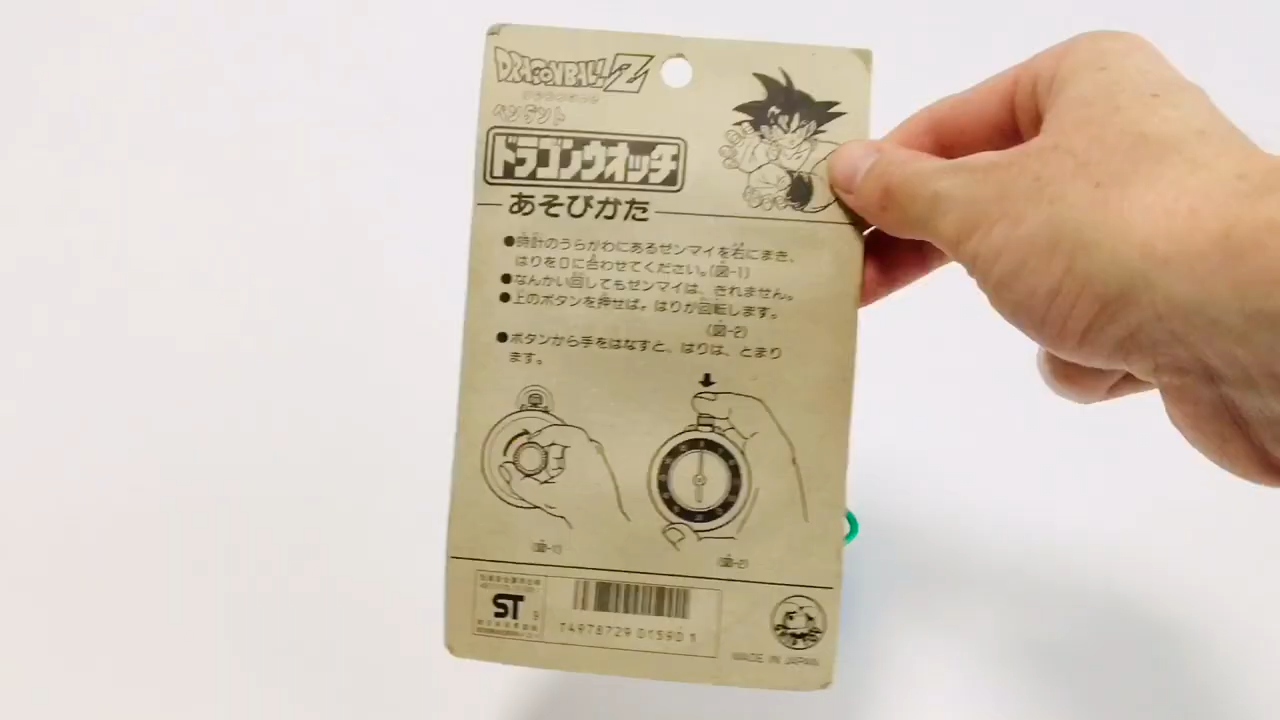 DRAGONBALL Z
ペンダント
ドラゴンウオッチ
あそびかた
●時計のうらがわにあるゼンマイを右にまき、
はりを0に合わせてください。(図-1)
●なんかい回してもゼンマイは、きれません。
●上のボタンを押せば、はりが回転します。
(図-2)
●ボタンから手をはなすと、はりは、とまり
ます。
(図-1)
(図-2)
ST
9
T4978729 015901
MADE IN JAPAN